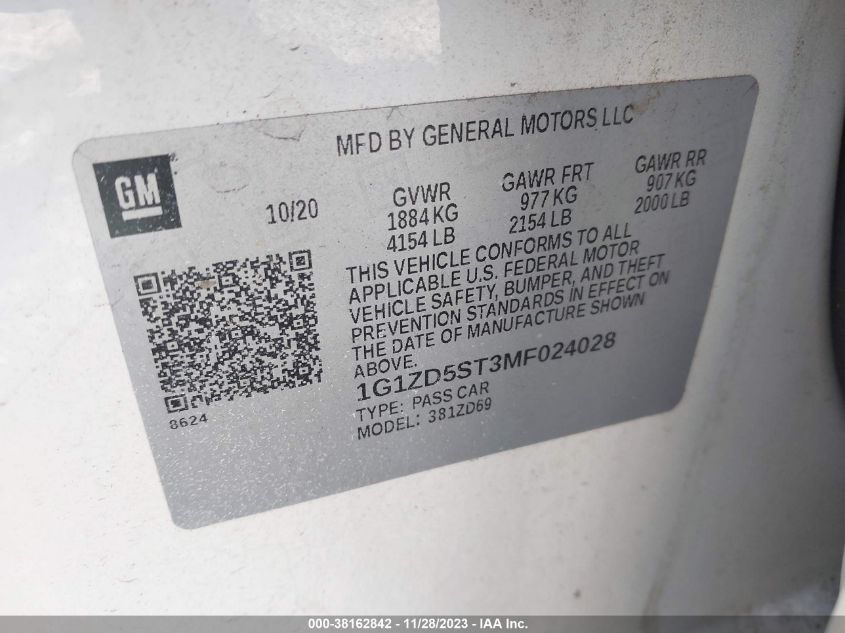 MFD BY GENERAL MOTORS LLC
GM
10/20
GVWR
1884 KG
4154 LB
GAWR FRT
977 KG
2154 LB
GAWR RR
907 KG
2000 LB
THIS VEHICLE CONFORMS TO ALL
APPLICABLE U.S. FEDERAL MOTOR
VEHICLE SAFETY, BUMPER, AND THEFT
PREVENTION STANDARDS IN EFFECT ON
THE DATE OF MANUFACTURE SHOWN
ABOVE.
1G1ZD5ST3MF024028
TYPE: PASS CAR
MODEL: 381ZD69
8624
000-38162842 - 11/28/2023 - IAA Inc.